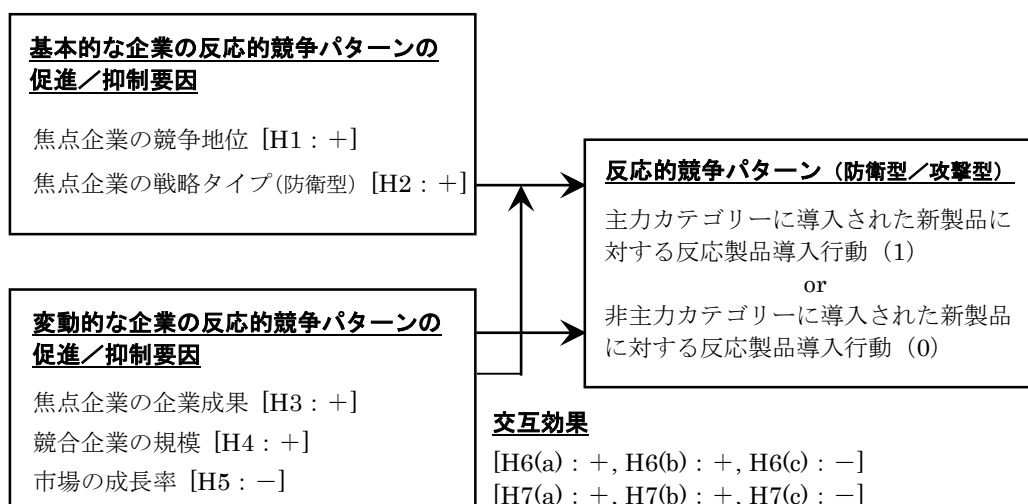 基本的な企業の反応的競争パターンの
促進／抑制要因
焦点企業の競争地位 [H1：＋]
焦点企業の戦略タイプ(防衛型) [H2：＋]
変動的な企業の反応的競争パターンの
促進／抑制要因
焦点企業の企業成果 [H3：＋]
競合企業の規模 [H4：＋]
市場の成長率 [H5：－]
反応的競争パターン（防衛型／攻撃型）
主力カテゴリーに導入された新製品に
対する反応製品導入行動（1）
or
非主力カテゴリーに導入された新製品
に対する反応製品導入行動（0）
交互効果
[H6(a)：＋, H6(b)：＋, H6(c)：－]
[H7(a)：＋, H7(b)：＋, H7(c)：－]